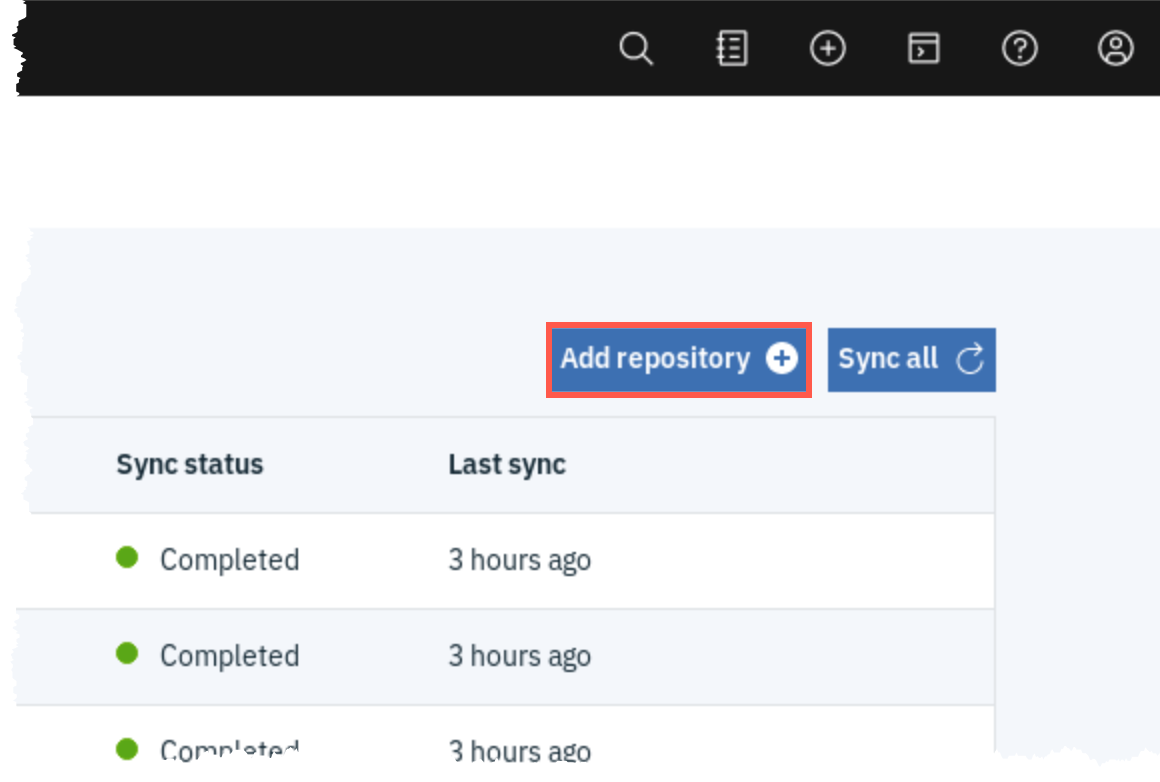 Add repository
Sync all
Sync status
Last sync
Completed
3 hours ago
Completed
3 hours ago
Completed
3 hours ago